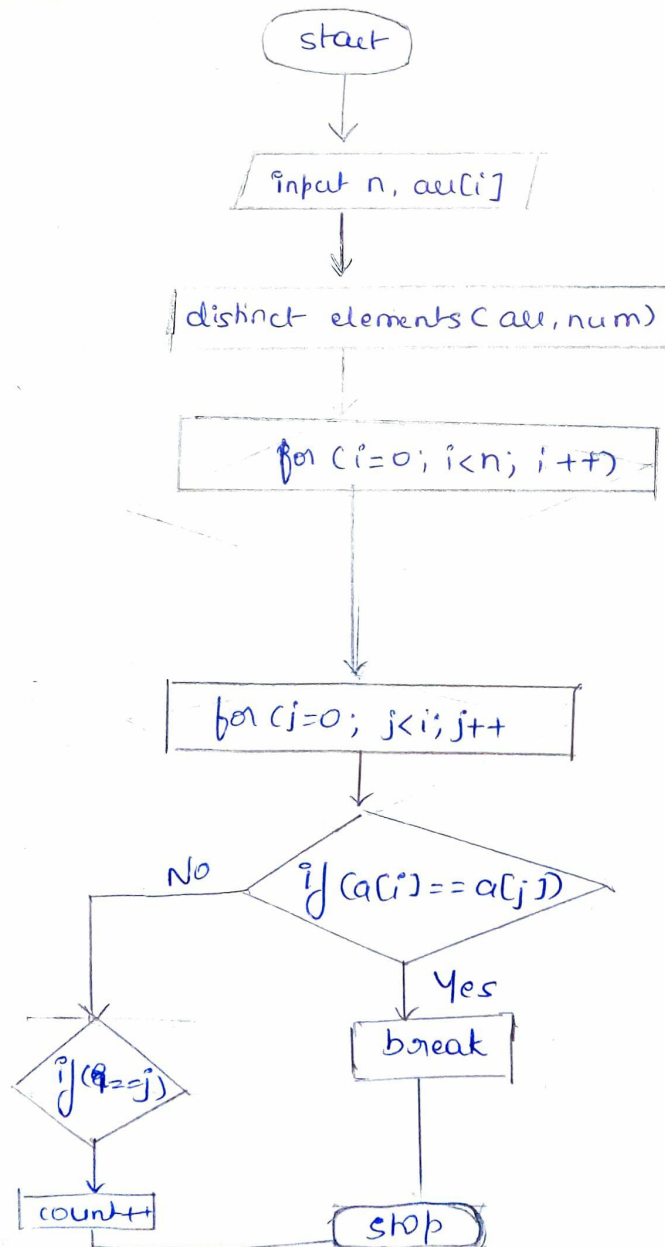 start
input n, arr[i]
distinct elements (arr, num)
for (i=0; i<n; i++)
for (j=0; j<i; j++
if (a[i] == a[j])
No
Yes
break
if(i==j)
count++
stop